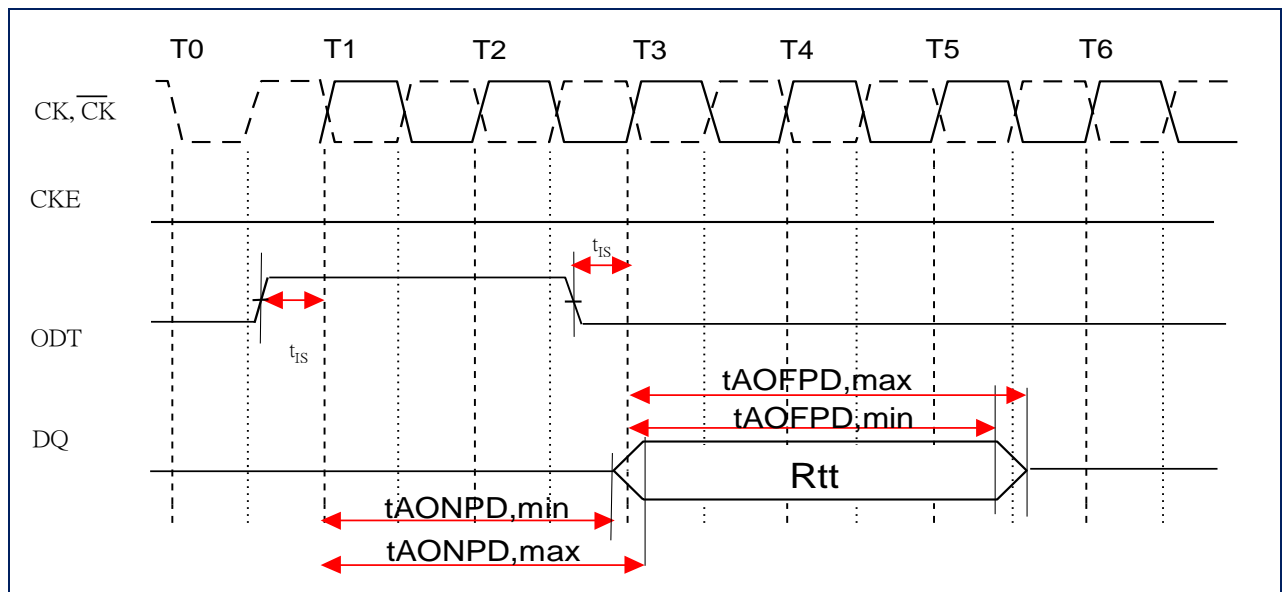 T0 T1 T2 T3 T4 T5 T6
CK, C̅K̅
CKE
tIS
ODT
tIS
tAOFPD,max
tAOFPD,min
DQ
Rtt
tAONPD,min
tAONPD,max